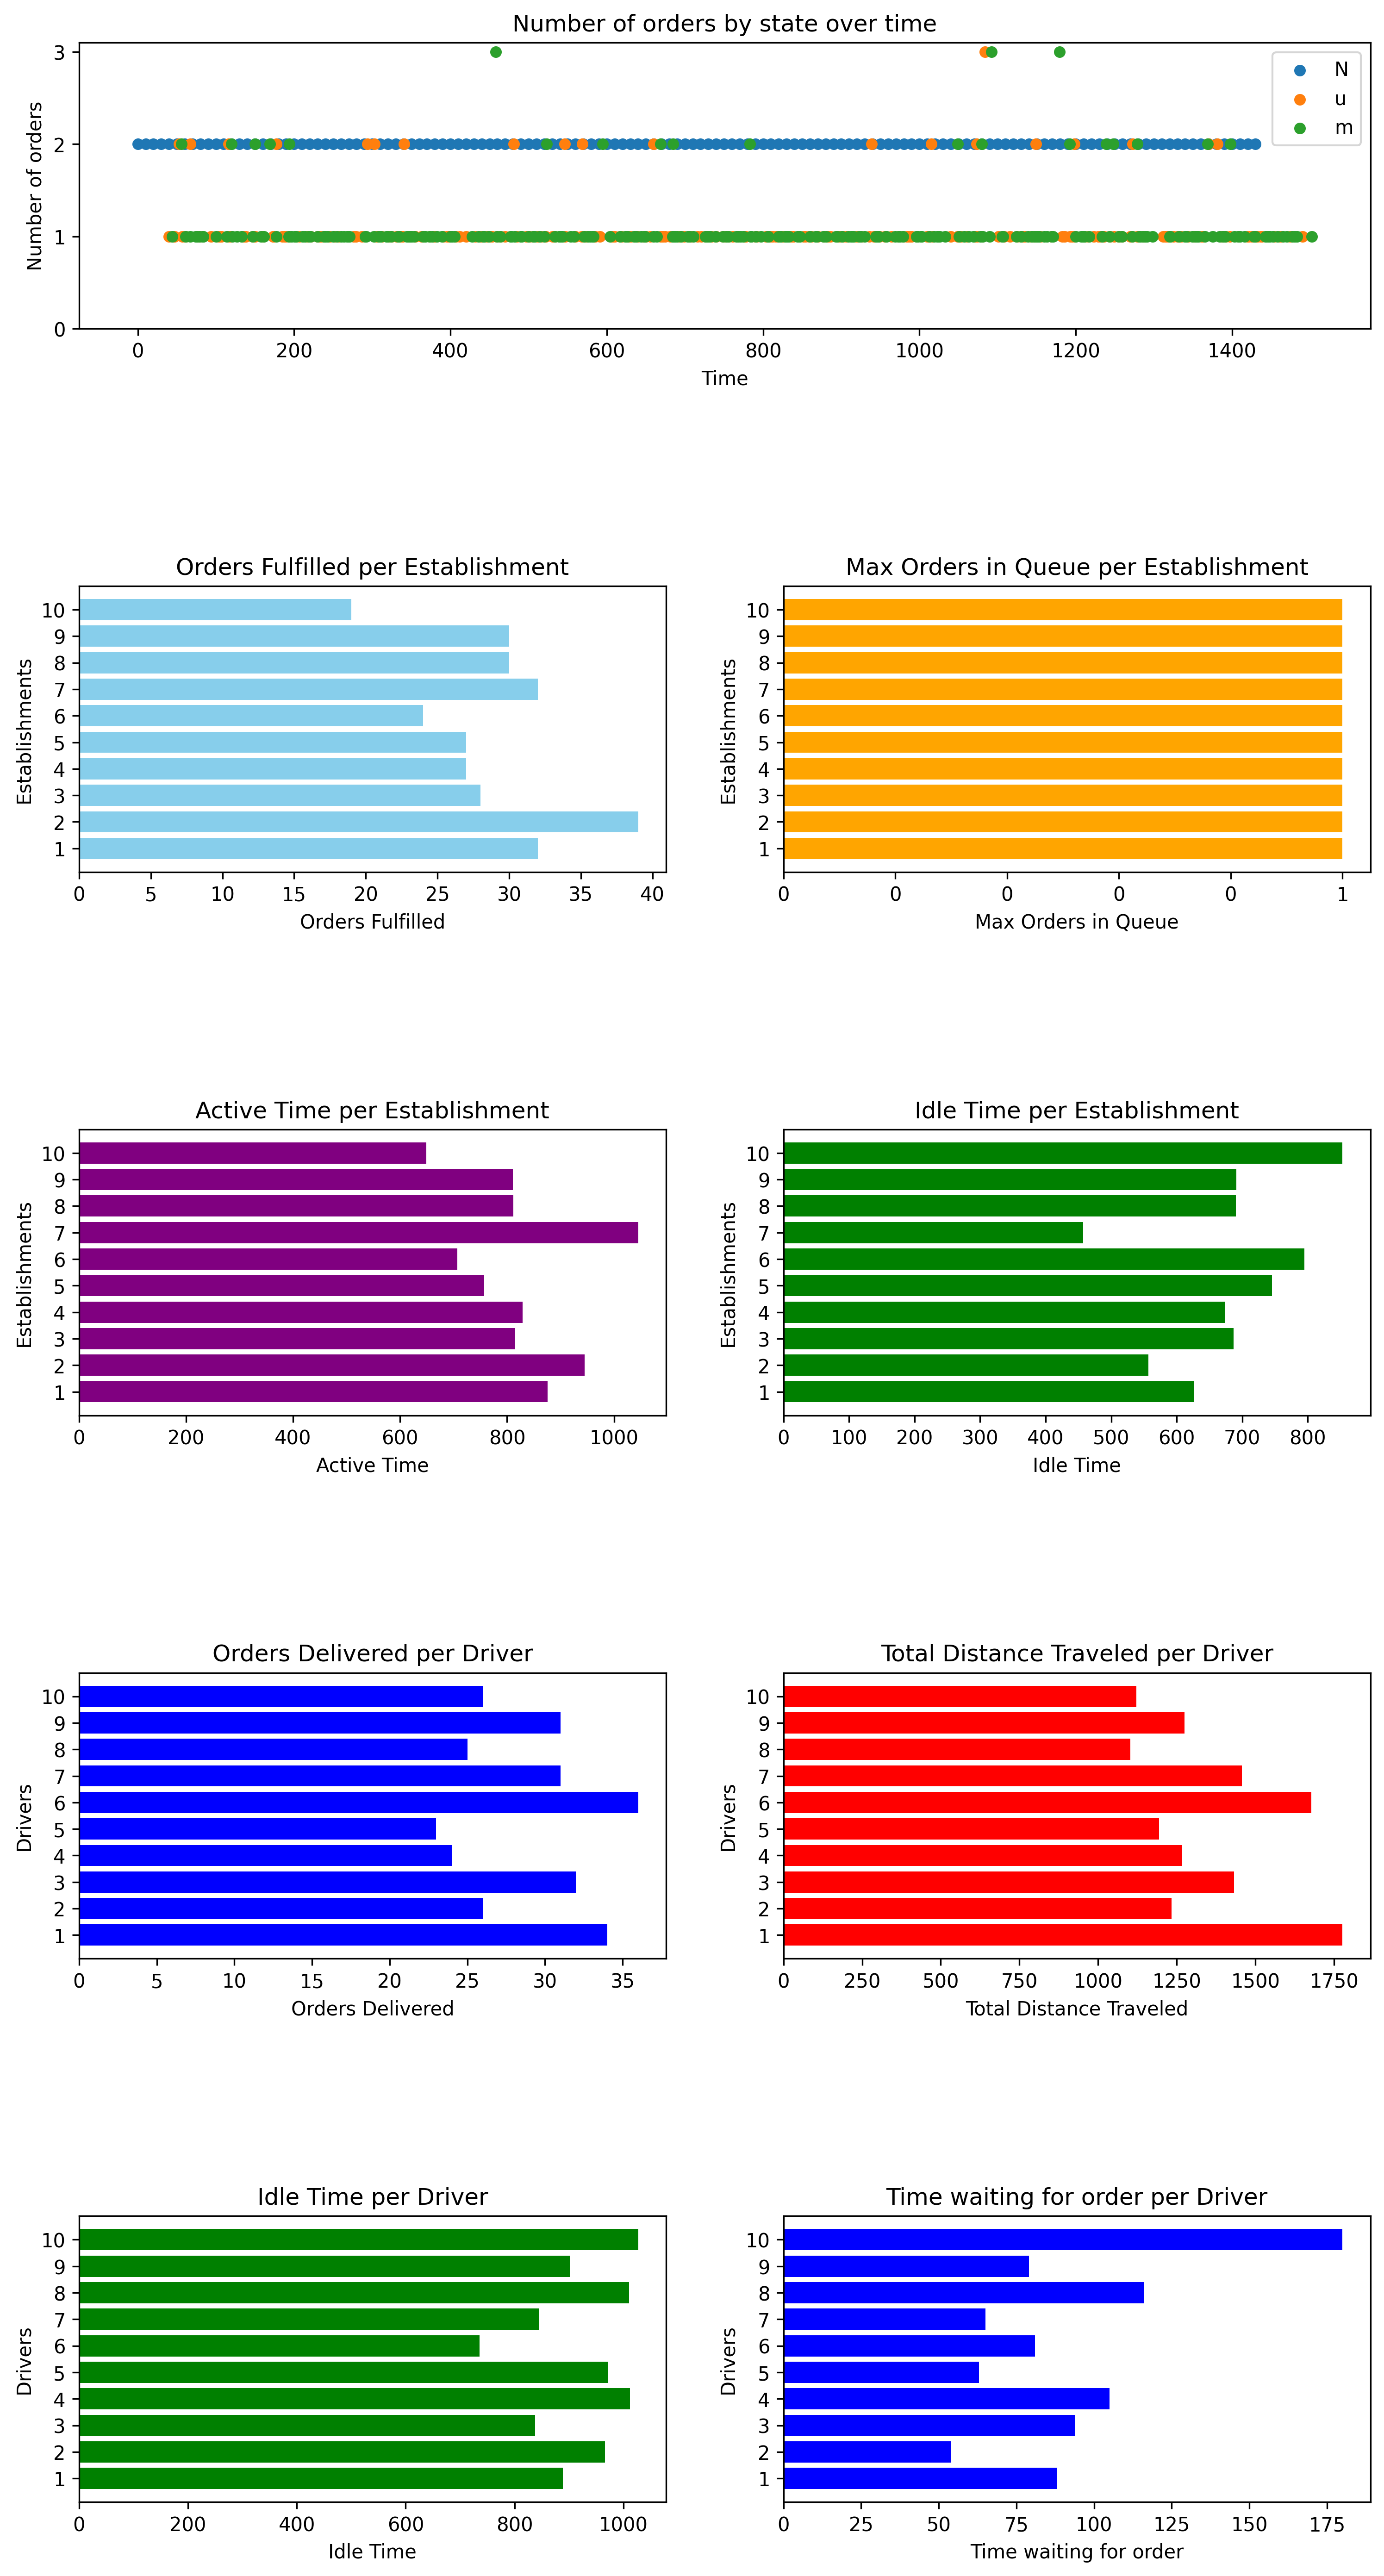 Number of orders by state over time
Number of orders
3
2
1
0
N
u
m
0 200 400 600 800 1000 1200 1400
Time
Orders Fulfilled per Establishment
Establishments
10
9
8
7
6
5
4
3
2
1
0 5 10 15 20 25 30 35 40
Orders Fulfilled
Max Orders in Queue per Establishment
Establishments
10
9
8
7
6
5
4
3
2
1
0 0 0 0 0 1
Max Orders in Queue
Active Time per Establishment
Establishments
10
9
8
7
6
5
4
3
2
1
0 200 400 600 800 1000
Active Time
Idle Time per Establishment
Establishments
10
9
8
7
6
5
4
3
2
1
0 100 200 300 400 500 600 700 800
Idle Time
Orders Delivered per Driver
Drivers
10
9
8
7
6
5
4
3
2
1
0 5 10 15 20 25 30 35
Orders Delivered
Total Distance Traveled per Driver
Drivers
10
9
8
7
6
5
4
3
2
1
0 250 500 750 1000 1250 1500 1750
Total Distance Traveled
Idle Time per Driver
Drivers
10
9
8
7
6
5
4
3
2
1
0 200 400 600 800 1000
Idle Time
Time waiting for order per Driver
Drivers
10
9
8
7
6
5
4
3
2
1
0 25 50 75 100 125 150 175
Time waiting for order